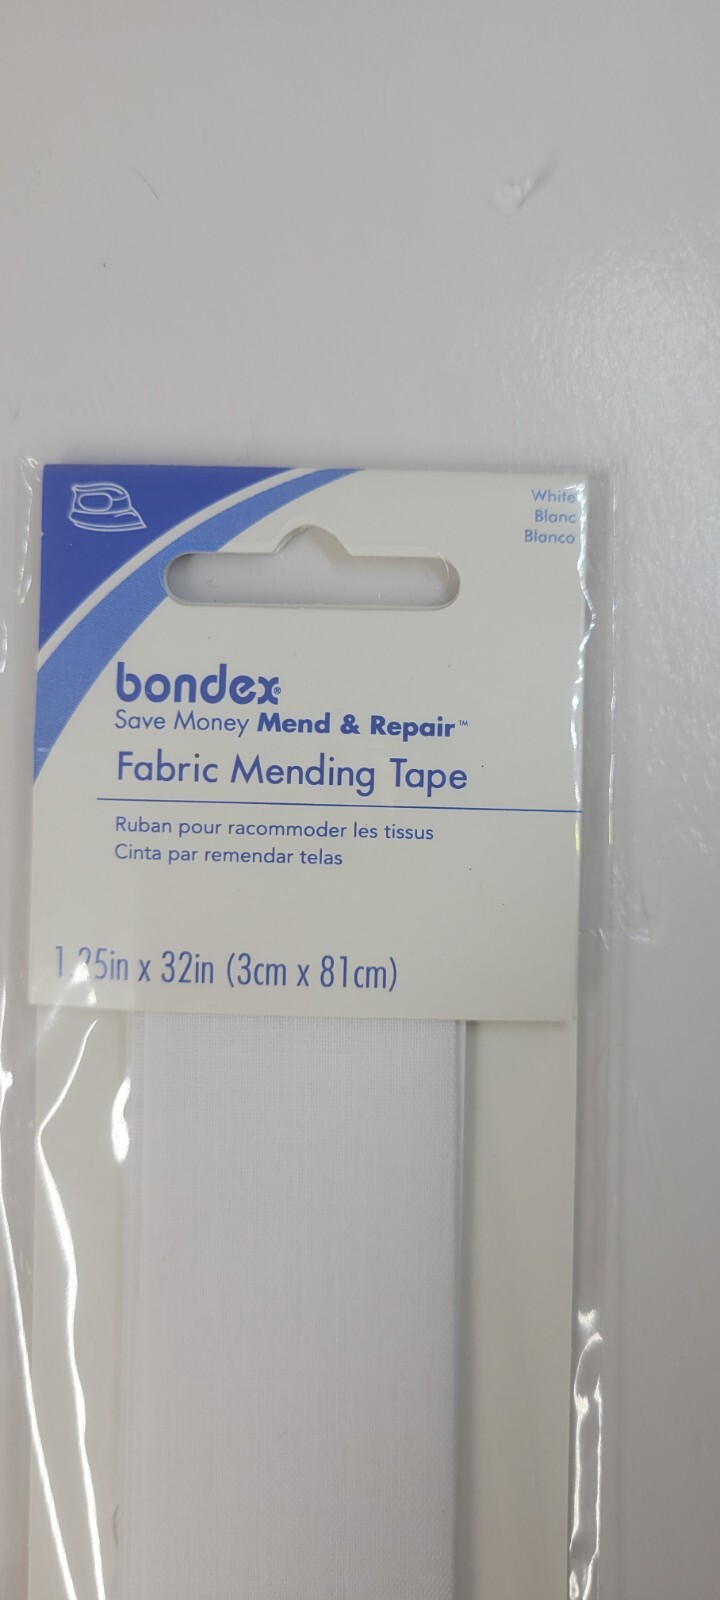 White
Blanc
Blanco
bondex®
Save Money Mend & Repair™
Fabric Mending Tape
Ruban pour racommoder les tissus
Cinta par remendar telas
1.25in x 32in (3cm x 81cm)